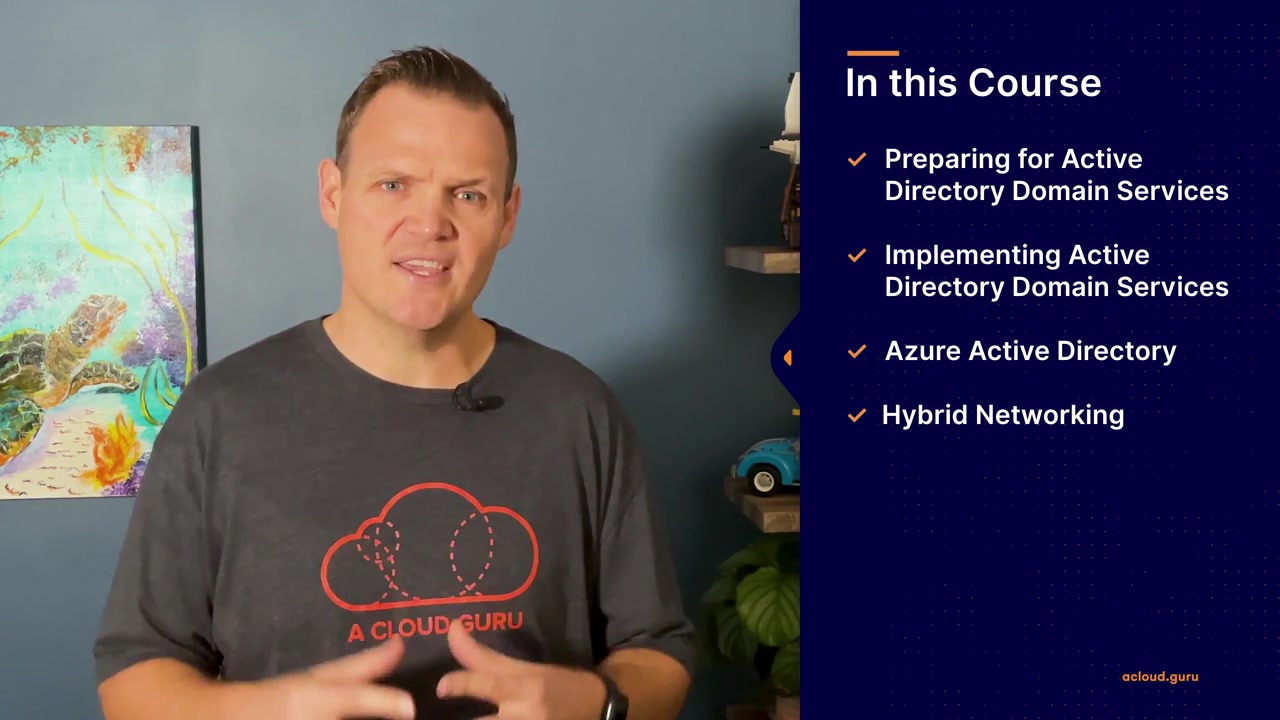 In this Course
Preparing for Active
Directory Domain Services
Implementing Active
Directory Domain Services
Azure Active Directory
Hybrid Networking
A CLOUD GURU
acloud.guru